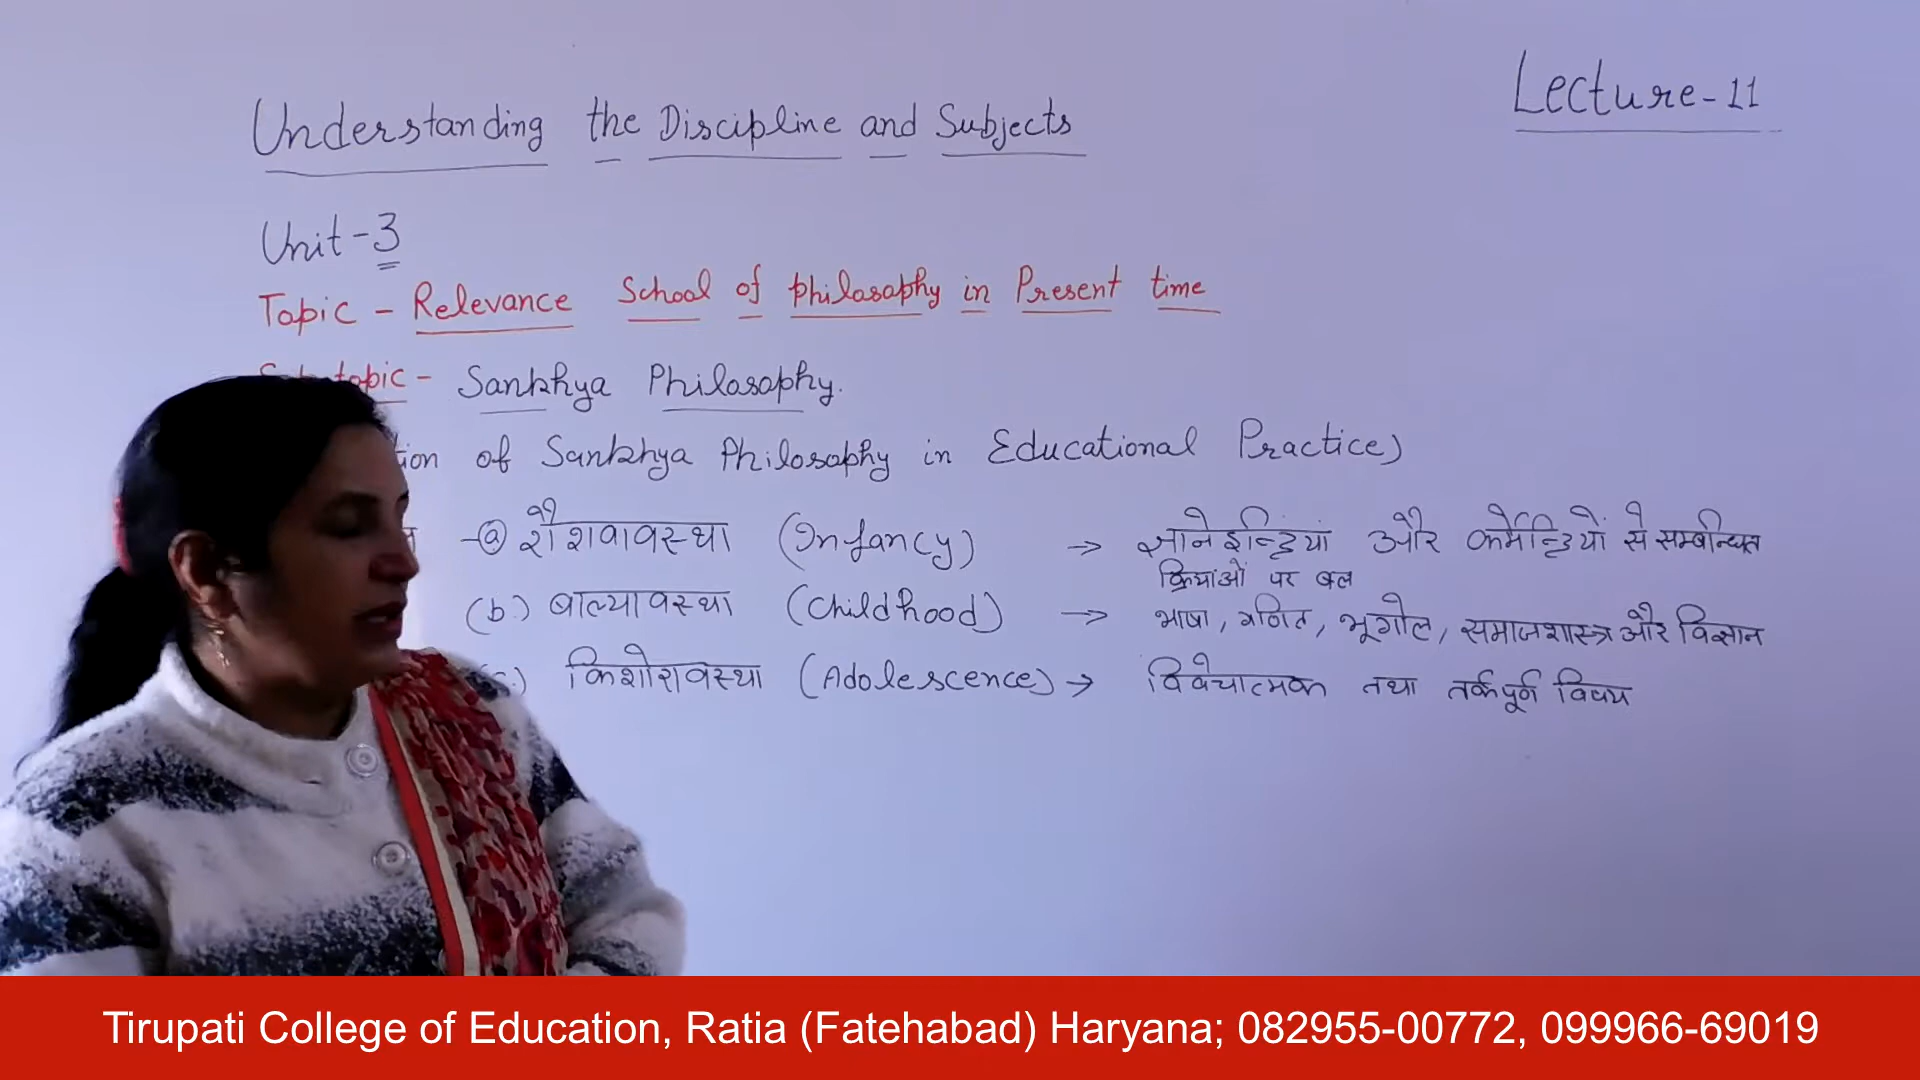 Lecture-11
Understanding the Discipline and Subjects
Unit-3
Topic - Relevance School of philosophy in Present time
topic - Sankhya Philosophy.
tion of Sankhya Philosophy in Educational Practice)
(a) शैशवावस्था (Infancy) → ज्ञानेइन्द्रियां और कर्मेन्द्रियों से सम्बन्धित
क्रियांओं पर बल
(b.) बाल्यावस्था (Childhood) → भाषा, गणित, भूगोल, समाजशास्त्र और विज्ञान
(c.) किशोरावस्था (Adolescence) → विवेचात्मक तथा तर्कपूर्ण विषय
Tirupati College of Education, Ratia (Fatehabad) Haryana; 082955-00772, 099966-69019